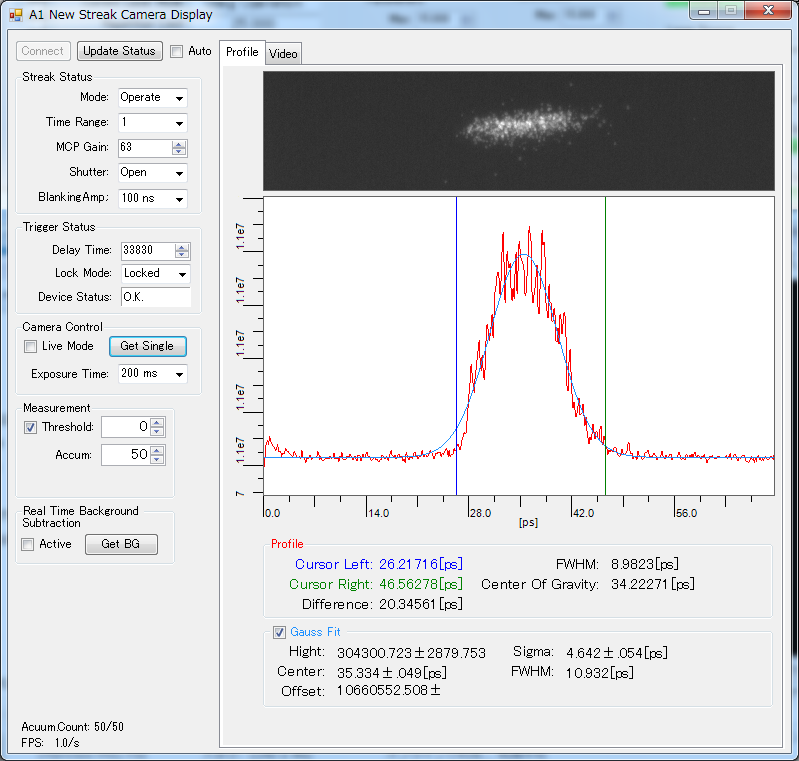 A1 New Streak Camera Display
Connect Update Status Auto
Streak Status
Mode: Operate
Time Range: 1
MCP Gain: 63
Shutter: Open
BlankingAmp.: 100 ns
Trigger Status
Delay Time: 33830
Lock Mode: Locked
Device Status: O.K.
Camera Control
Live Mode Get Single
Exposure Time: 200 ms
Measurement
Threshold: 0
Accum: 50
Real Time Background
Subtraction
Active Get BG
Acuum.Count: 50/50
FPS: 1.0/s
Profile Video
1.1e7
1.1e7
1.1e7
1.1e7
1.1e7
7
0.0 14.0 28.0 42.0 56.0
[ps]
Profile
Cursor Left: 26.21716[ps] FWHM: 8.9823[ps]
Cursor Right: 46.56278[ps] Center Of Gravity: 34.22271[ps]
Difference: 20.34561[ps]
Gauss Fit
Hight: 304300.723±2879.753 Sigma: 4.642±.054[ps]
Center: 35.334±.049[ps] FWHM: 10.932[ps]
Offset: 10660552.508±